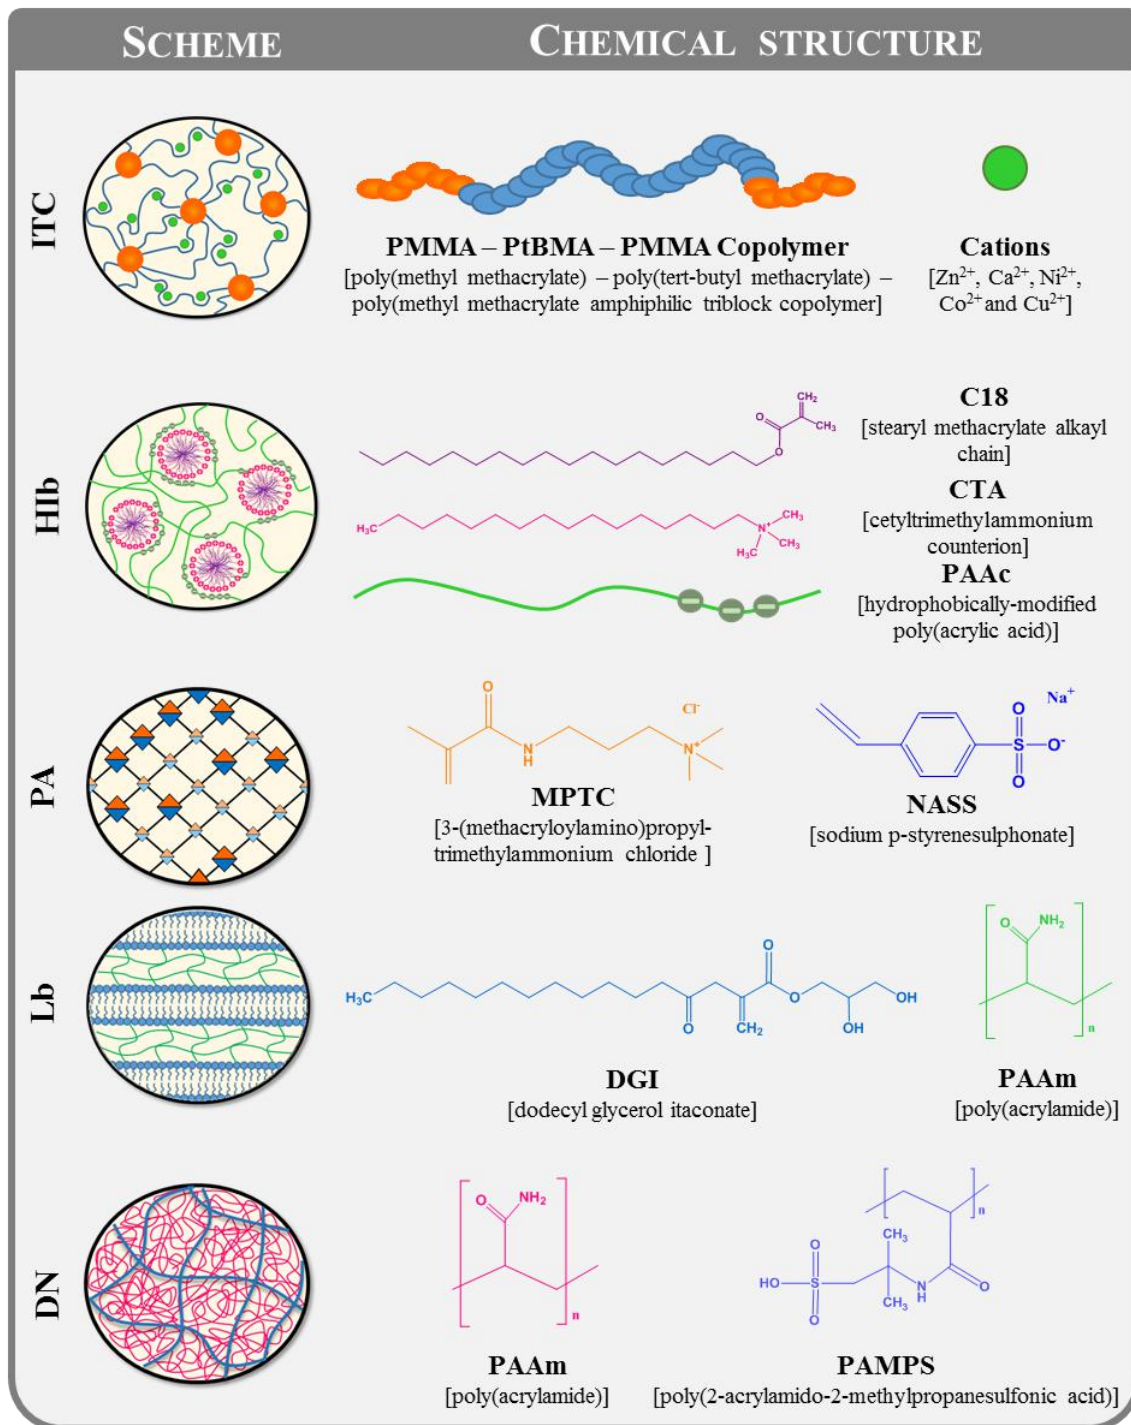 SCHEME
CHEMICAL STRUCTURE
ITC
PMMA – PtBMA – PMMA Copolymer
[poly(methyl methacrylate) – poly(tert-butyl methacrylate) –
poly(methyl methacrylate amphiphilic triblock copolymer]
Cations
[Zn²⁺, Ca²⁺, Ni²⁺,
Co²⁺ and Cu²⁺]
HIb
CH₂
O
CH₃
O
C18
[stearyl methacrylate alkayl
chain]
H₃C
N⁺
CH₃
H₃C
CH₃
CTA
[cetyltrimethylammonium
counterion]
PAAc
[hydrophobically-modified
poly(acrylic acid)]
PA
O
N
H
Cl⁻
N⁺
MPTC
[3-(methacryloylamino)propyl-
trimethylammonium chloride ]
Na⁺
O
S
O⁻
O
NASS
[sodium p-styrenesulphonate]
Lb
H₃C
O
CH₂
O
O
OH
OH
DGI
[dodecyl glycerol itaconate]
O
NH₂
n
PAAm
[poly(acrylamide)]
DN
O
NH₂
n
PAAm
[poly(acrylamide)]
n
O
CH₃
HO
S
O
CH₃
N
H
O
PAMPS
[poly(2-acrylamido-2-methylpropanesulfonic acid)]